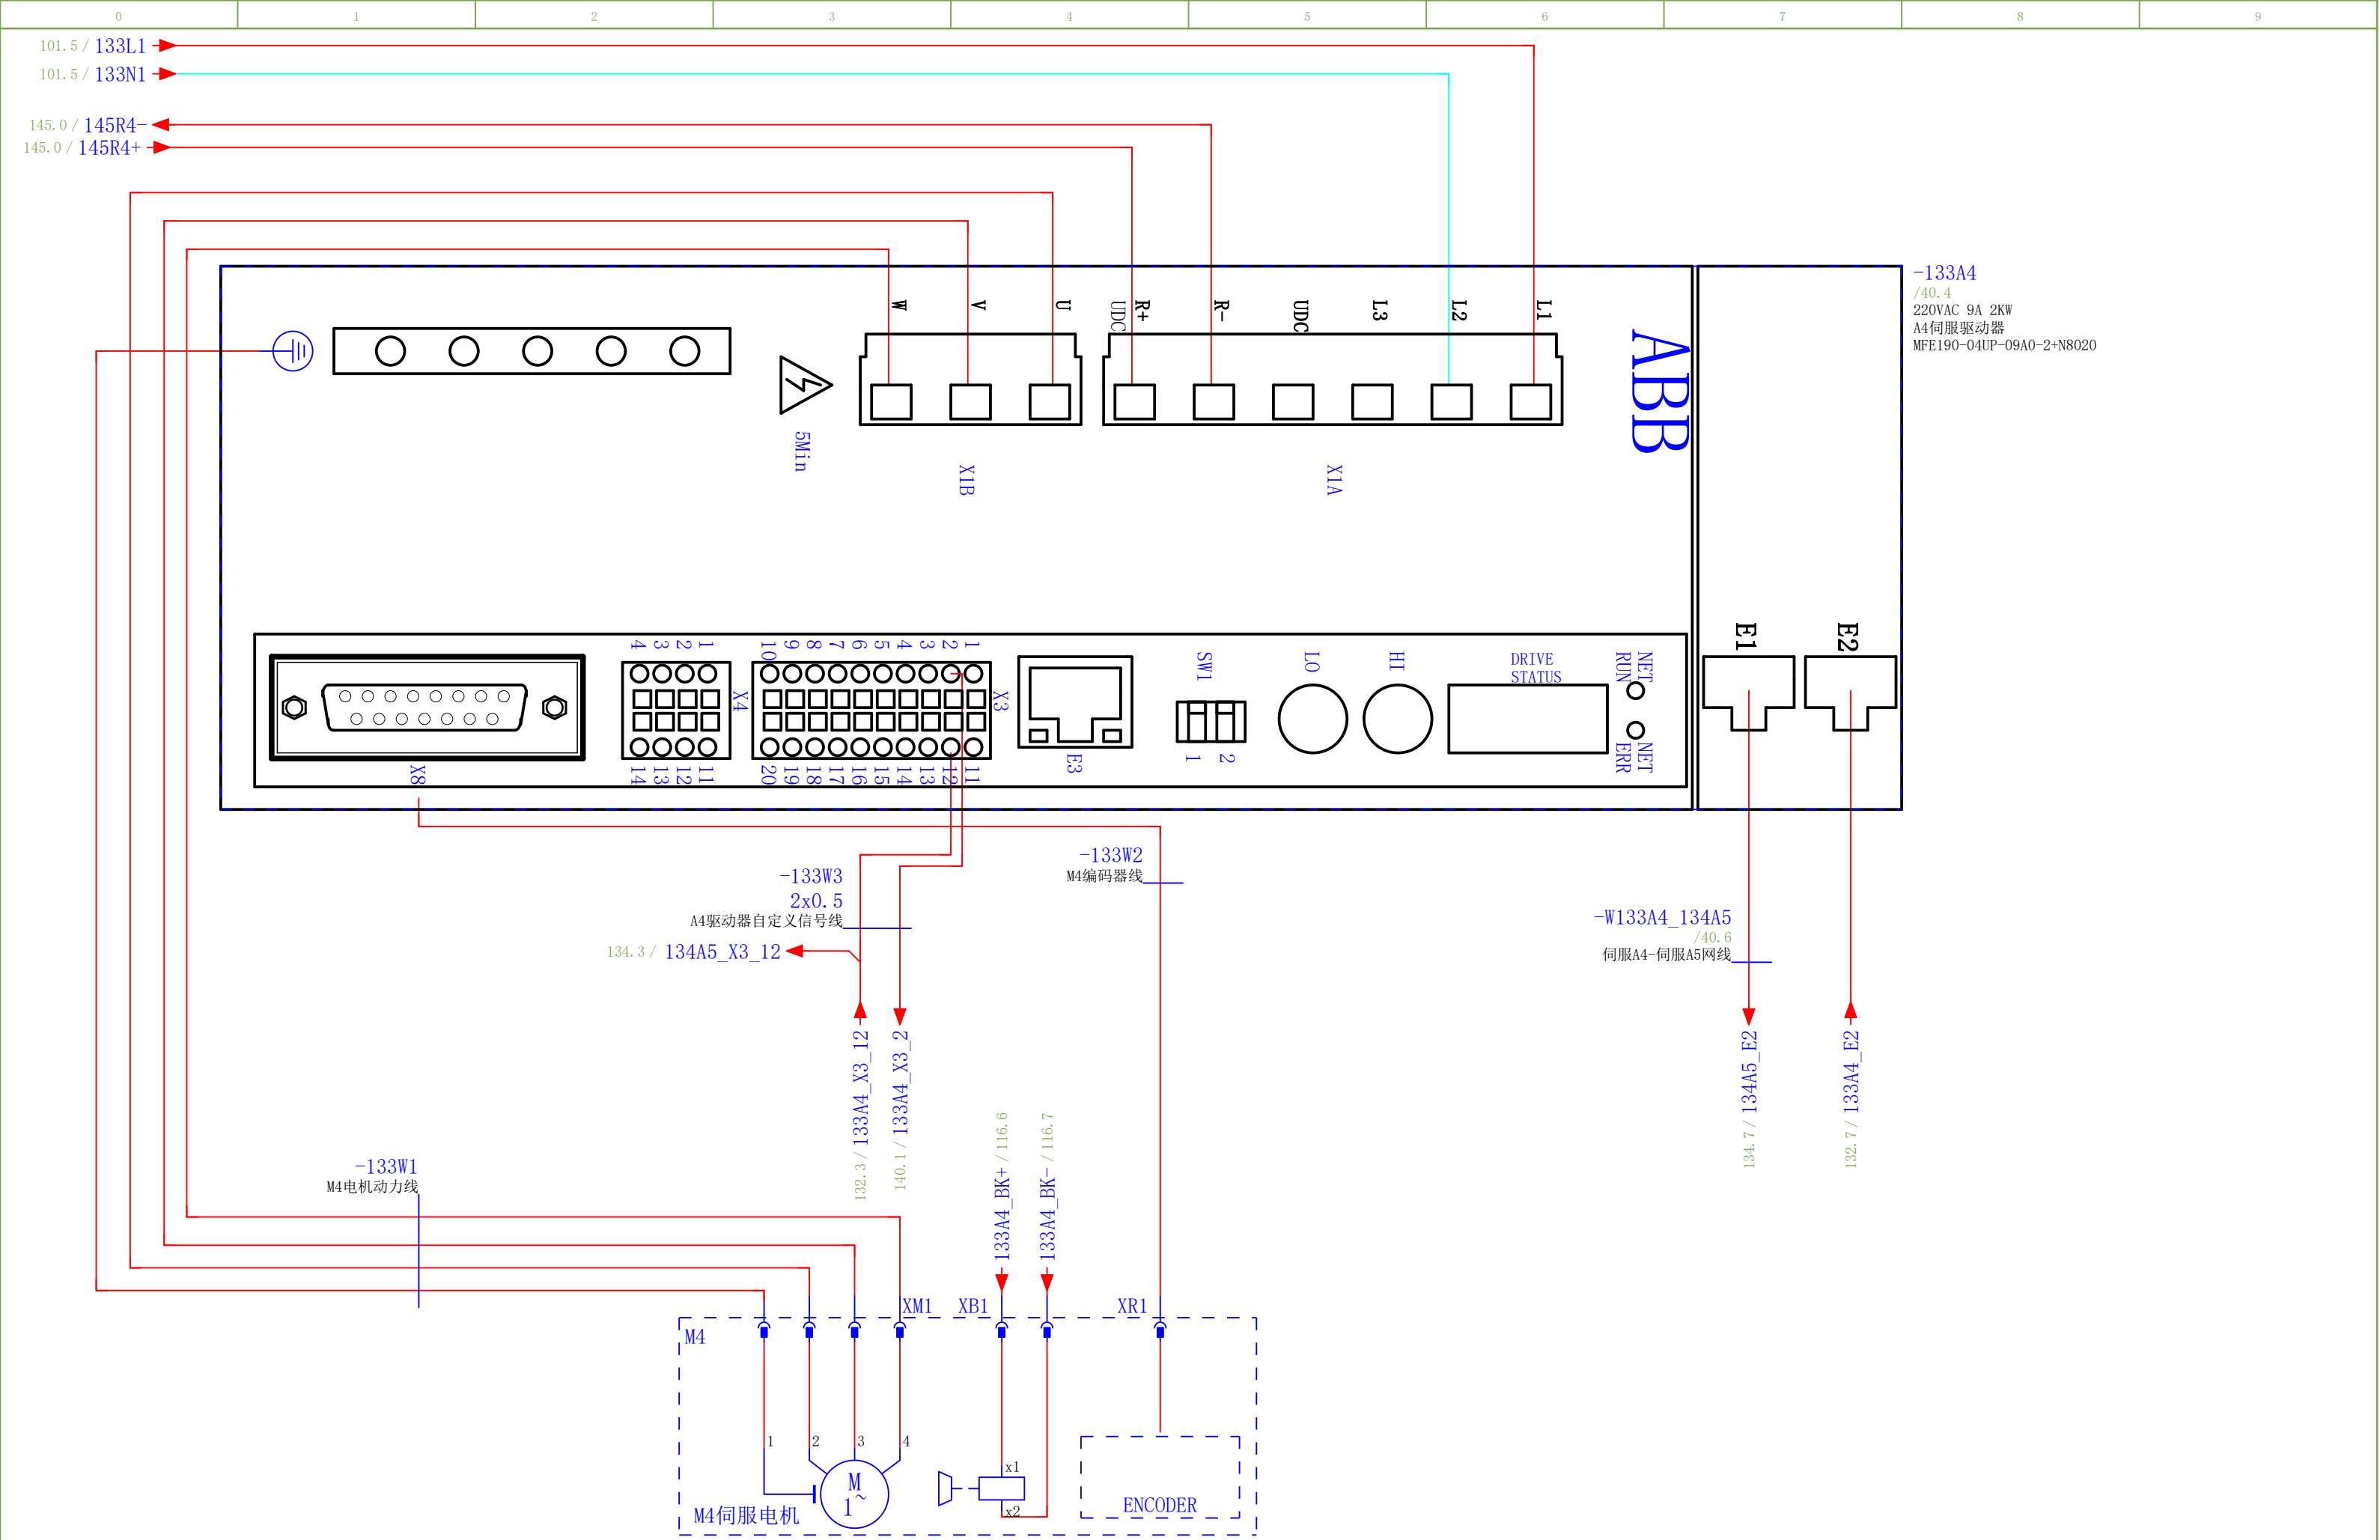 0 1 2 3 4 5 6 7 8 9
101.5 / 133L1
101.5 / 133N1
145.0 / 145R4-
145.0 / 145R4+
-133A4
/40.4
220VAC 9A 2KW
A4伺服驱动器
MFE190-04UP-09A0-2+N8020
W V U UDC R+ R- UDC L3 L2 L1
ABB
5Min
X1B
X1A
E1 E2
4 3 2 1
10 9 8 7 6 5 4 3 2 1
SW1
LO
HI
DRIVE
STATUS
NET
RUN
X4
X3
X8
14 13 12 11
20 19 18 17 16 15 14 13 12 11
E3
1 2
NET
ERR
-133W3
2x0.5
A4驱动器自定义信号线
-133W2
M4编码器线
134.3 / 134A5_X3_12
-W133A4_134A5
/40.6
伺服A4-伺服A5网线
132.3 / 133A4_X3_12
140.1 / 133A4_X3_2
133A4_BK+ / 116.6
133A4_BK- / 116.7
134.7 / 134A5_E2
132.7 / 133A4_E2
-133W1
M4电机动力线
XM1 XB1 XR1
M4
1 2 3 4
x1
M
1~
x2
M4伺服电机
ENCODER